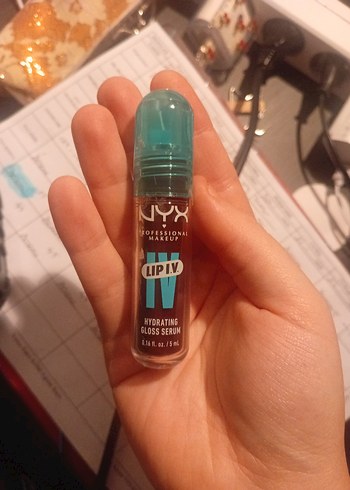 NYX
PROFESSIONAL
MAKEUP
IV
LIP I.V.
HYDRATING
GLOSS SERUM
0.16 fl. oz. / 5 mL